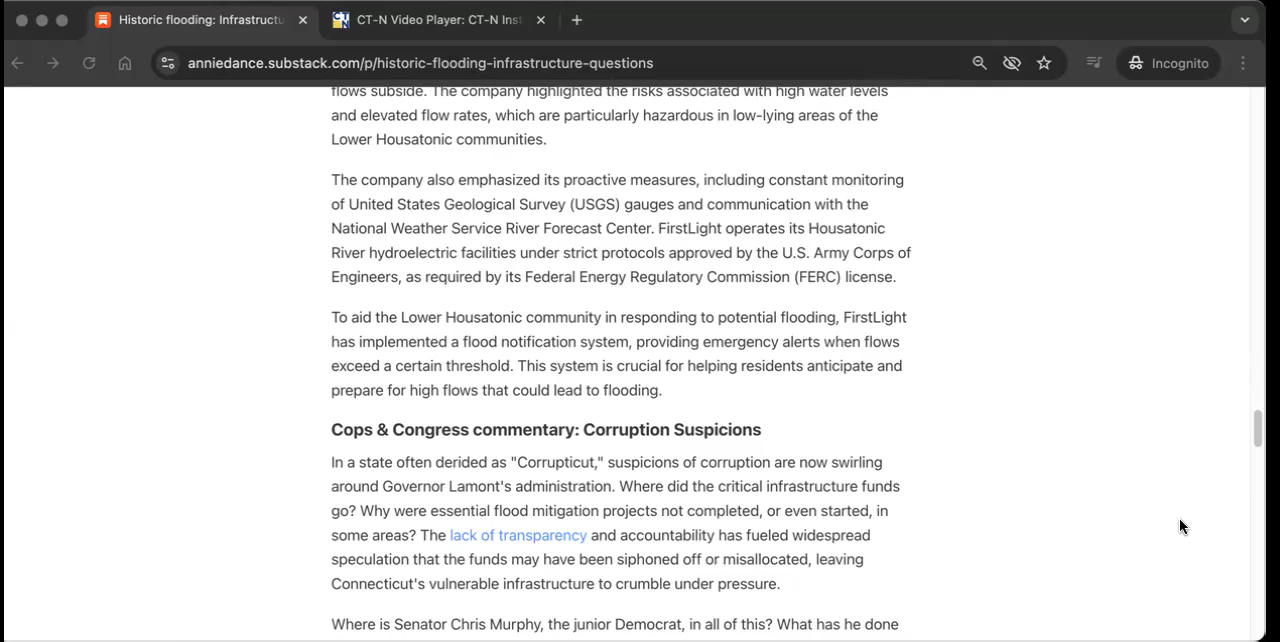 Historic flooding: Infrastructu
CT-N Video Player: CT-N Inst
anniedance.substack.com/p/historic-flooding-infrastructure-questions
Incognito
flows subside. The company highlighted the risks associated with high water levels
and elevated flow rates, which are particularly hazardous in low-lying areas of the
Lower Housatonic communities.
The company also emphasized its proactive measures, including constant monitoring
of United States Geological Survey (USGS) gauges and communication with the
National Weather Service River Forecast Center. FirstLight operates its Housatonic
River hydroelectric facilities under strict protocols approved by the U.S. Army Corps of
Engineers, as required by its Federal Energy Regulatory Commission (FERC) license.
To aid the Lower Housatonic community in responding to potential flooding, FirstLight
has implemented a flood notification system, providing emergency alerts when flows
exceed a certain threshold. This system is crucial for helping residents anticipate and
prepare for high flows that could lead to flooding.
Cops & Congress commentary: Corruption Suspicions
In a state often derided as "Corrupticut," suspicions of corruption are now swirling
around Governor Lamont's administration. Where did the critical infrastructure funds
go? Why were essential flood mitigation projects not completed, or even started, in
some areas? The lack of transparency and accountability has fueled widespread
speculation that the funds may have been siphoned off or misallocated, leaving
Connecticut's vulnerable infrastructure to crumble under pressure.
Where is Senator Chris Murphy, the junior Democrat, in all of this? What has he done